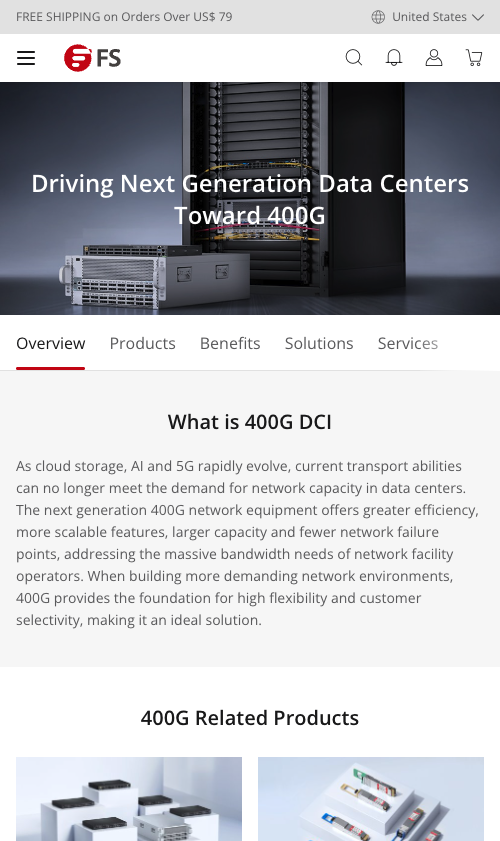 FREE SHIPPING on Orders Over US$ 79
United States
FS
Driving Next Generation Data Centers
Toward 400G
Overview Products Benefits Solutions Services
What is 400G DCI
As cloud storage, AI and 5G rapidly evolve, current transport abilities
can no longer meet the demand for network capacity in data centers.
The next generation 400G network equipment offers greater efficiency,
more scalable features, larger capacity and fewer network failure
points, addressing the massive bandwidth needs of network facility
operators. When building more demanding network environments,
400G provides the foundation for high flexibility and customer
selectivity, making it an ideal solution.
400G Related Products